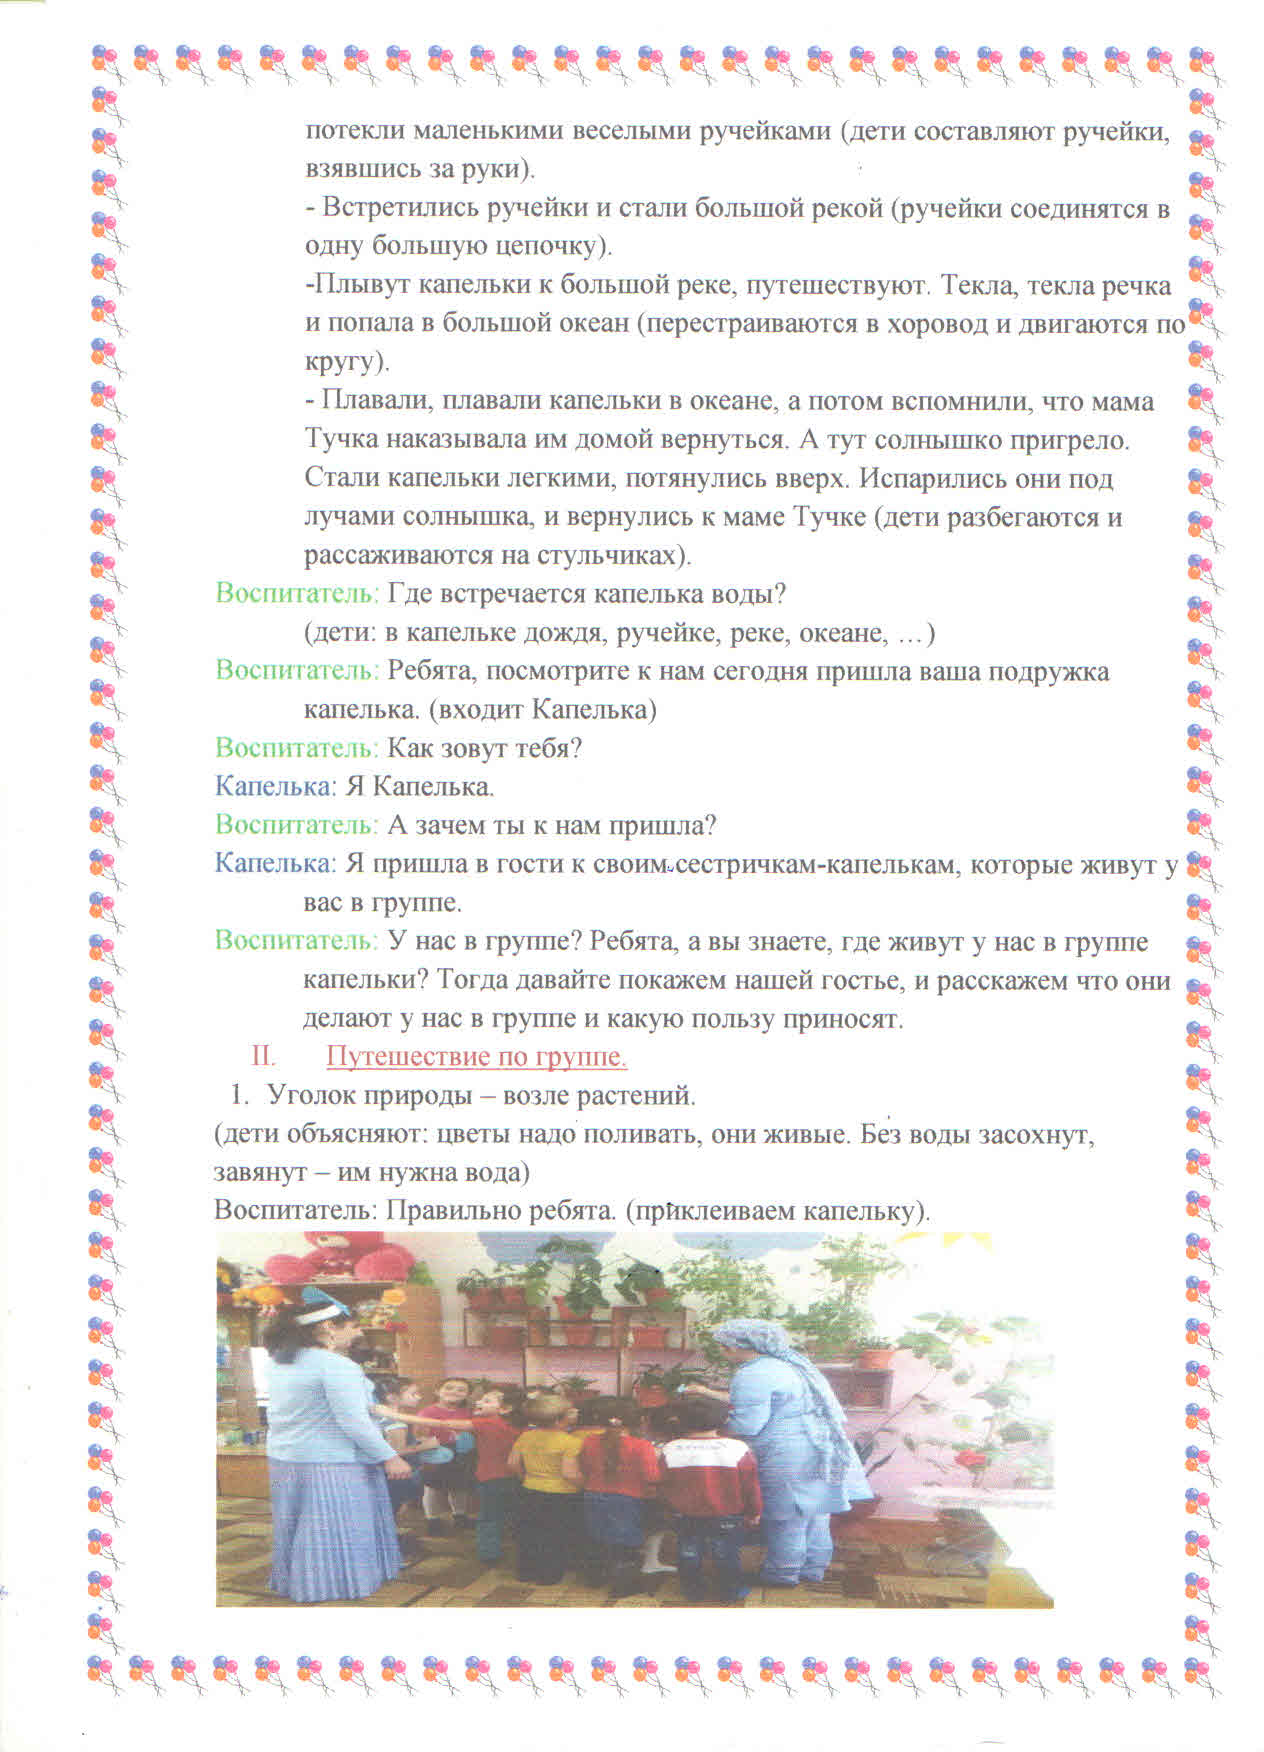 потекли маленькими веселыми ручейками (дети составляют ручейки,
взявшись за руки).
- Встретились ручейки и стали большой рекой (ручейки соединятся в
одну большую цепочку).
-Плывут капельки к большой реке, путешествуют. Текла, текла речка
и попала в большой океан (перестраиваются в хоровод и двигаются по
кругу).
- Плавали, плавали капельки в океане, а потом вспомнили, что мама
Тучка наказывала им домой вернуться. А тут солнышко пригрело.
Стали капельки легкими, потянулись вверх. Испарились они под
лучами солнышка, и вернулись к маме Тучке (дети разбегаются и
рассаживаются на стульчиках).
Воспитатель: Где встречается капелька воды?
(дети: в капельке дождя, ручейке, реке, океане, …)
Воспитатель: Ребята, посмотрите к нам сегодня пришла ваша подружка
капелька. (входит Капелька)
Воспитатель: Как зовут тебя?
Капелька: Я Капелька.
Воспитатель: А зачем ты к нам пришла?
Капелька: Я пришла в гости к своим сестричкам-капелькам, которые живут у
вас в группе.
Воспитатель: У нас в группе? Ребята, а вы знаете, где живут у нас в группе
капельки? Тогда давайте покажем нашей гостье, и расскажем что они
делают у нас в группе и какую пользу приносят.
II. Путешествие по группе.
1. Уголок природы – возле растений.
(дети объясняют: цветы надо поливать, они живые. Без воды засохнут,
завянут – им нужна вода)
Воспитатель: Правильно ребята. (приклеиваем капельку).